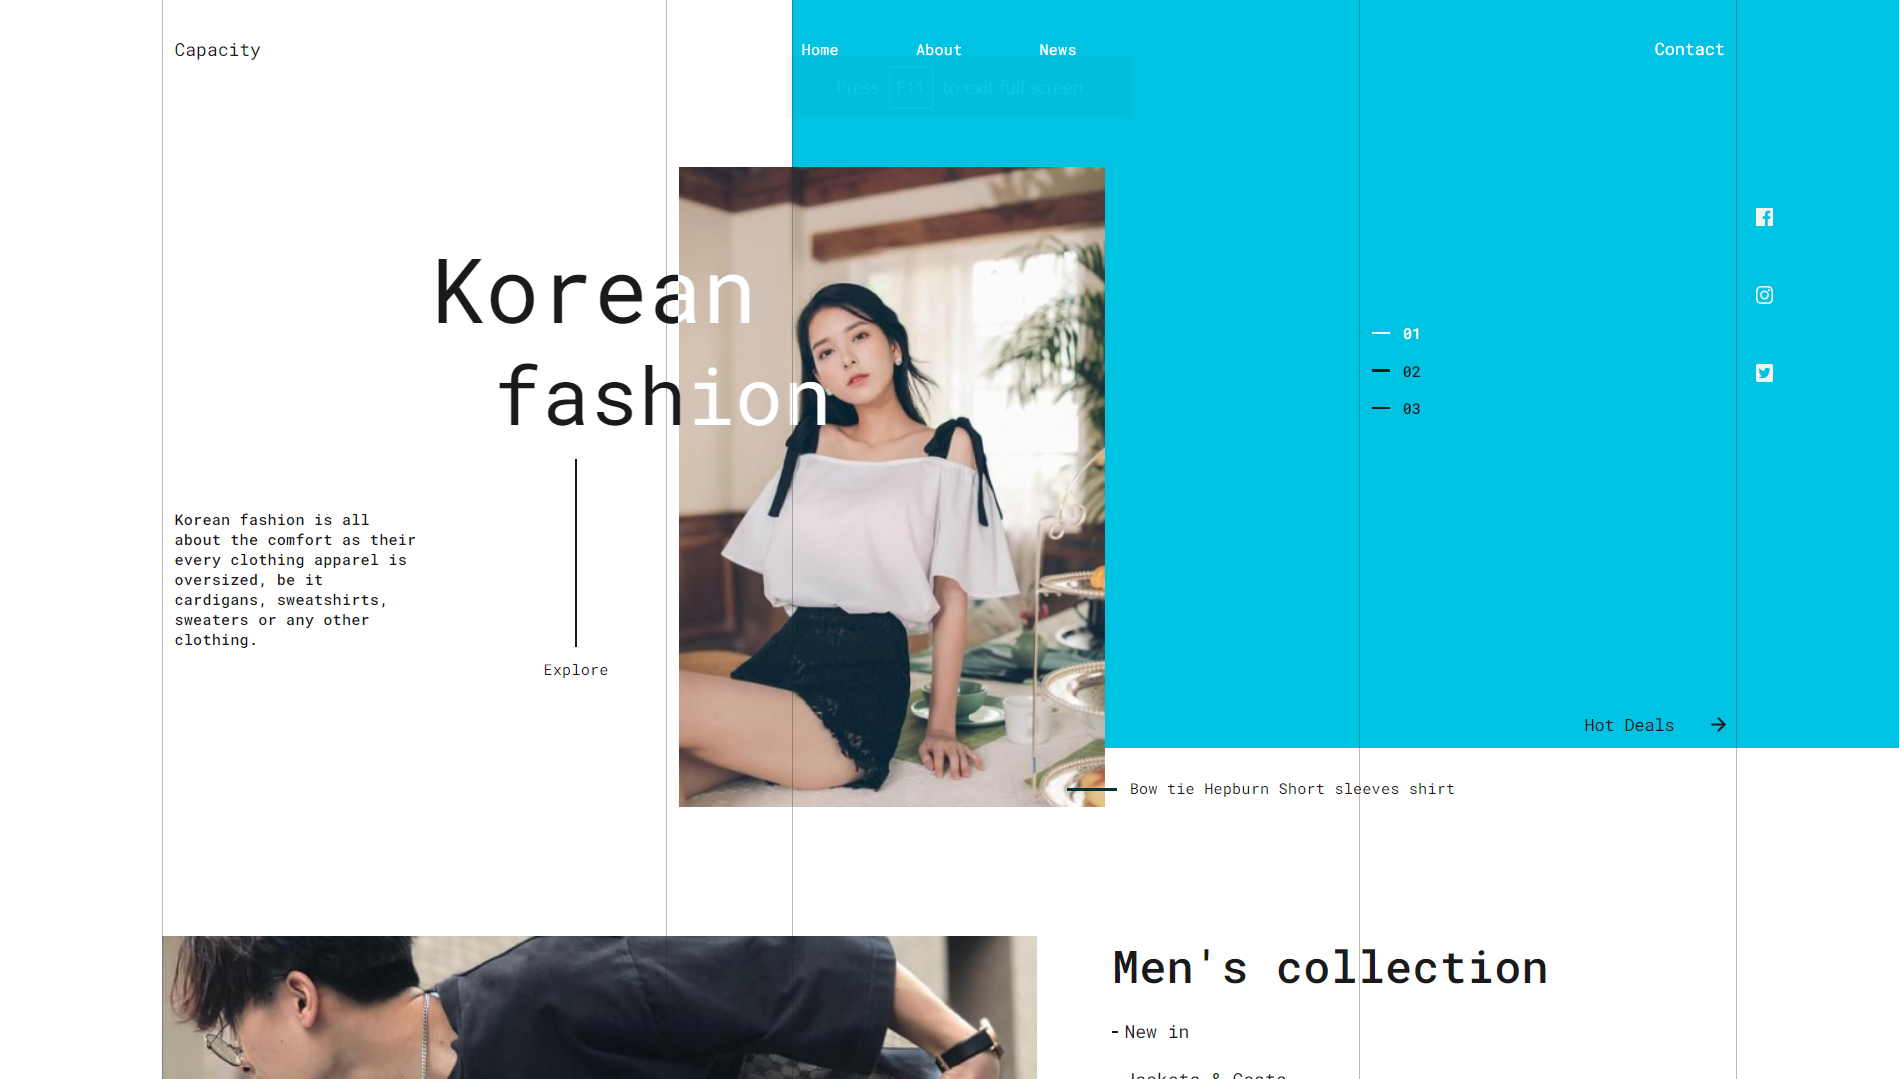 Capacity
Home About News
Contact
Press F11 to exit full screen
Korean
fashion
01
02
03
Korean fashion is all
about the comfort as their
every clothing apparel is
oversized, be it
cardigans, sweatshirts,
sweaters or any other
clothing.
Explore
Hot Deals
Bow tie Hepburn Short sleeves shirt
Men's collection
- New in
Jackets & Coats